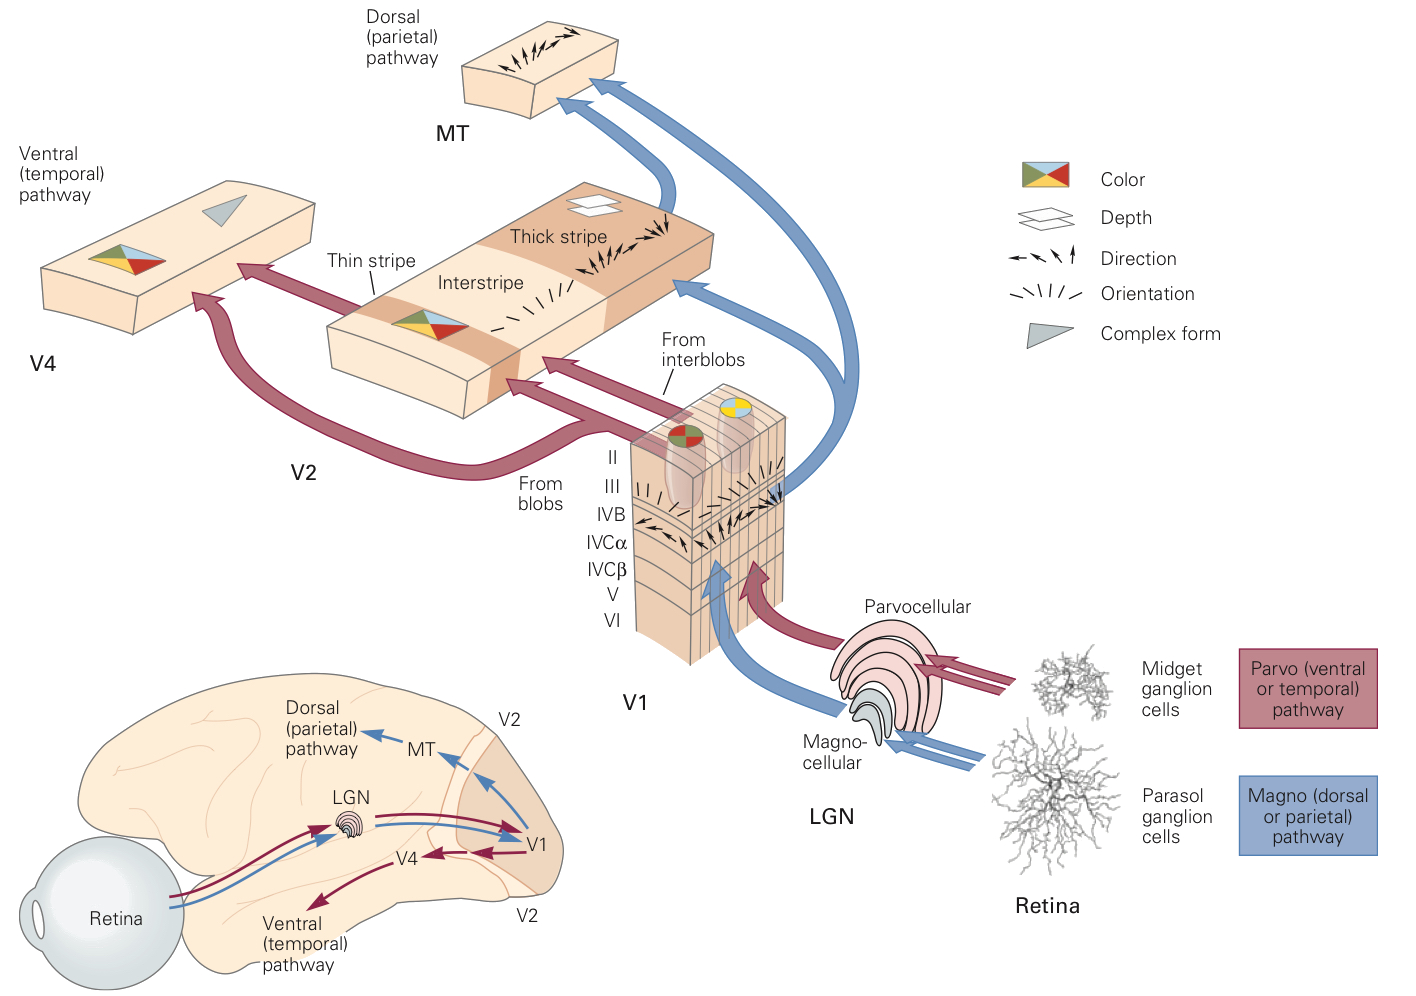 Dorsal
(parietal)
pathway
MT
Ventral
(temporal)
pathway
V4
Color
Depth
Direction
Orientation
Complex form
Thick stripe
Thin stripe
Interstripe
V2
From
interblobs
From
blobs
II
III
IVB
IVCα
IVCβ
V
VI
V1
Parvocellular
Magno-
cellular
LGN
Midget
ganglion
cells
Parvo (ventral
or temporal)
pathway
Parasol
ganglion
cells
Magno (dorsal
or parietal)
pathway
Retina
Dorsal
(parietal)
pathway
MT
V2
LGN
V1
V4
Retina
V2
Ventral
(temporal)
pathway